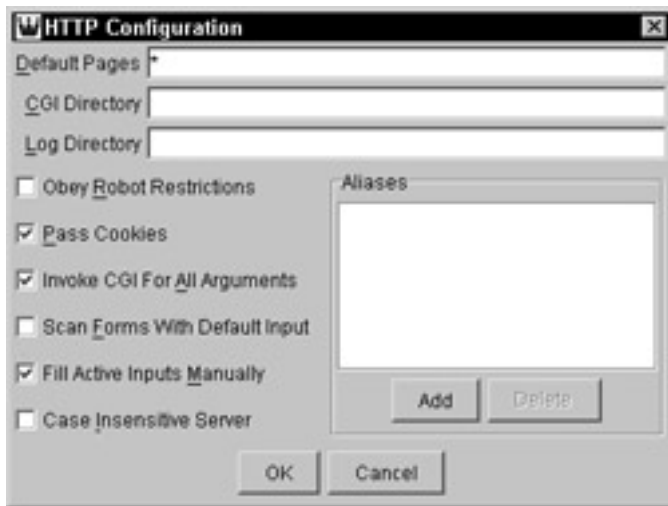 HTTP Configuration
Default Pages *
CGI Directory
Log Directory
Obey Robot Restrictions
Pass Cookies
Invoke CGI For All Arguments
Scan Forms With Default Input
Fill Active Inputs Manually
Case Insensitive Server
Aliases
Add Delete
OK Cancel